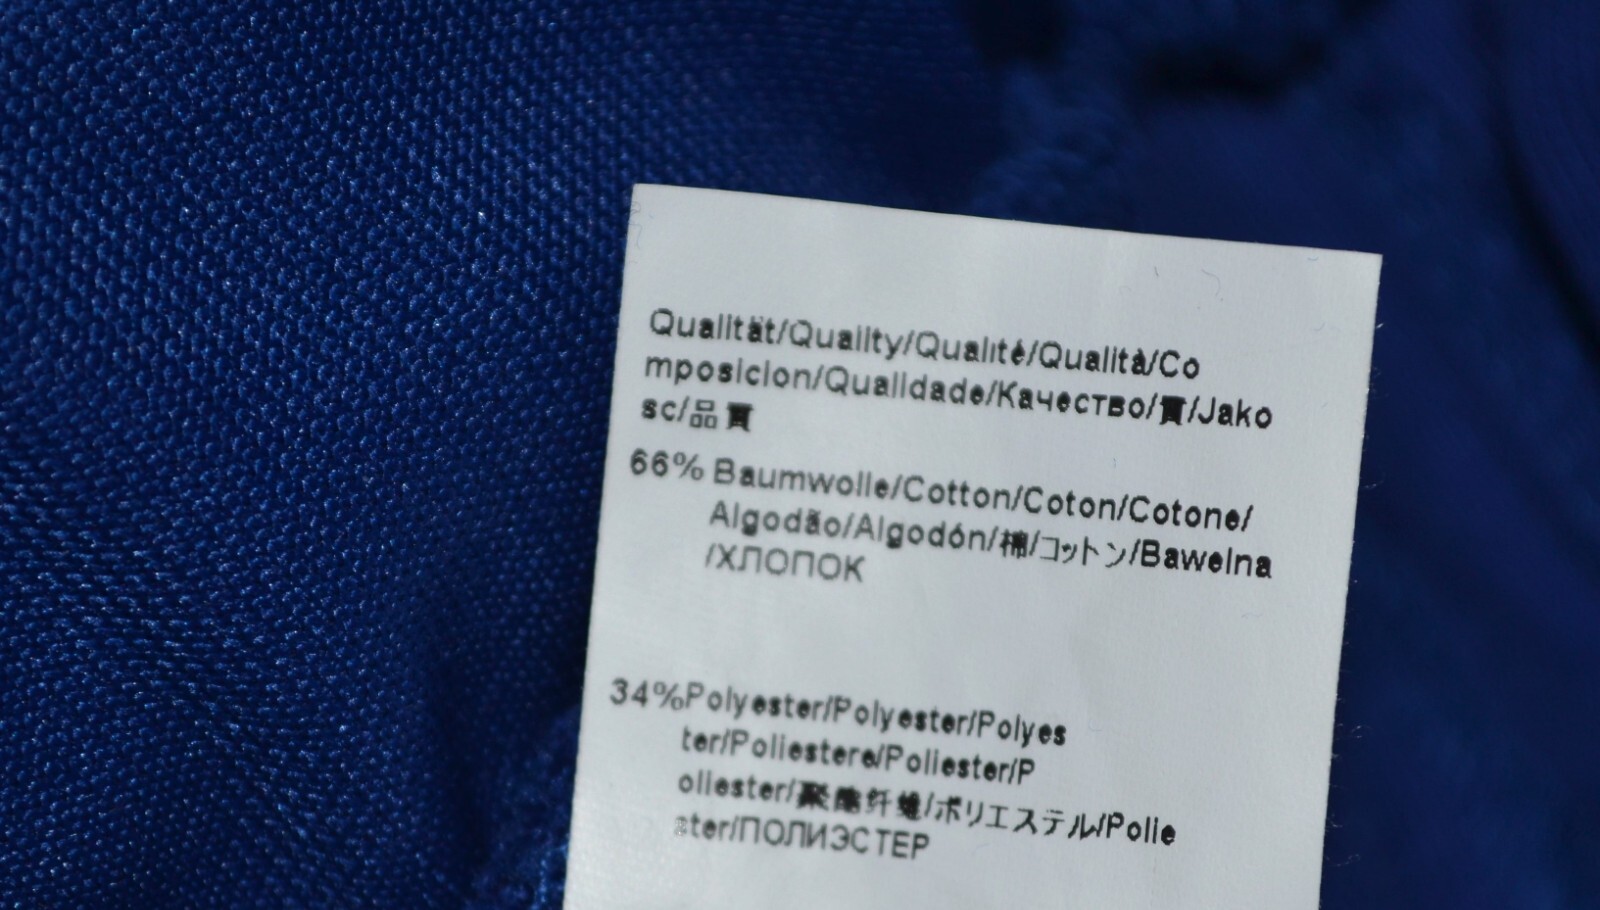 Qualität/Quailty/Qualité/Qualità/Co
mposicion/Qualidade/Качество/質/Jako
sc/品質
66% Baumwolle/Cotton/Coton/Cotone/
Algodão/Algodón/棉/コットン/Bawelna
/ХЛОПОК
34%Polyester/Polyester/Polyes
ter/Poliestere/Poliester/P
oliester/聚酯纤维/ポリエステル/Polie
ster/ПОЛИЭСТЕР